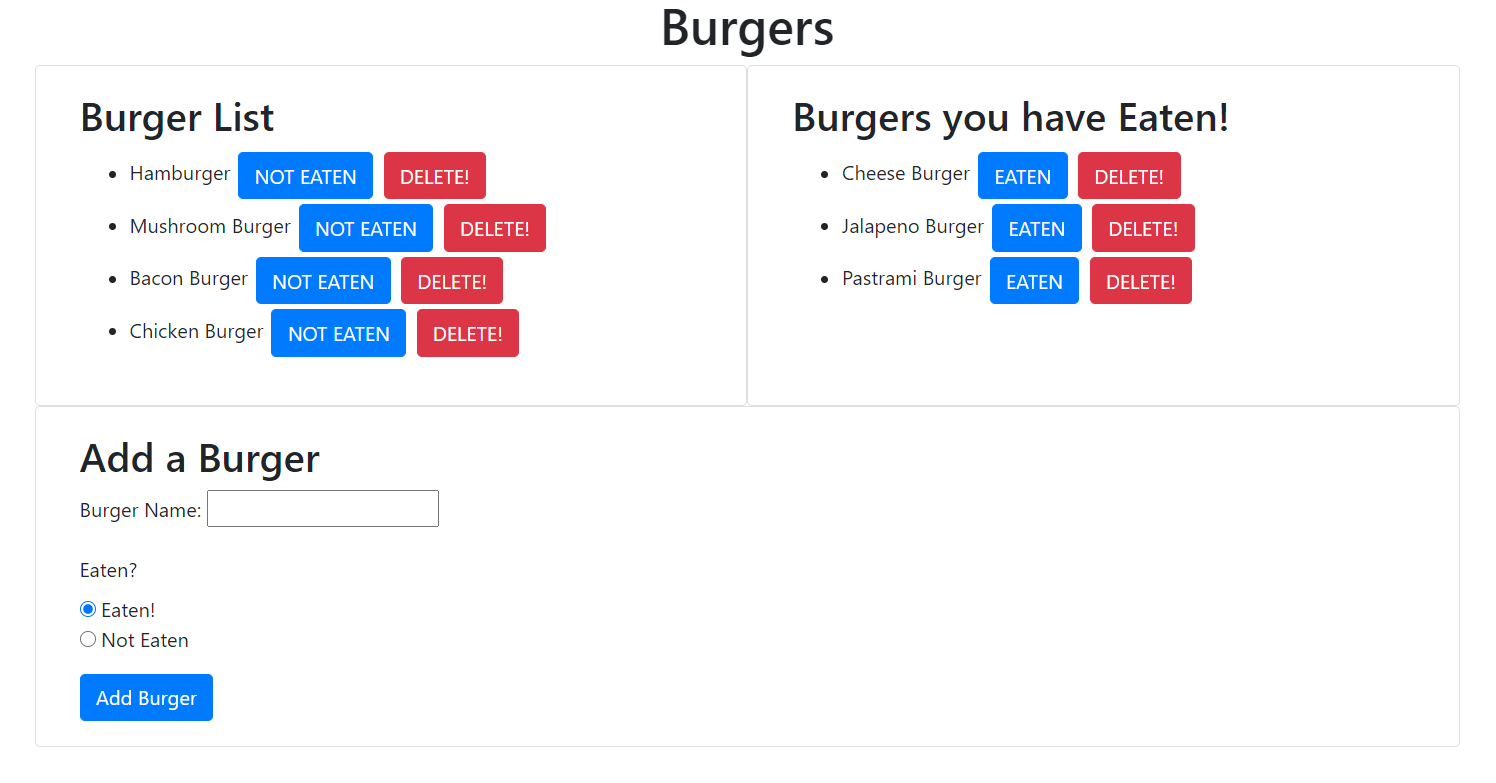 Burgers
Burger List
Hamburger NOT EATEN DELETE!
Mushroom Burger NOT EATEN DELETE!
Bacon Burger NOT EATEN DELETE!
Chicken Burger NOT EATEN DELETE!
Burgers you have Eaten!
Cheese Burger EATEN DELETE!
Jalapeno Burger EATEN DELETE!
Pastrami Burger EATEN DELETE!
Add a Burger
Burger Name:
Eaten?
Eaten!
Not Eaten
Add Burger